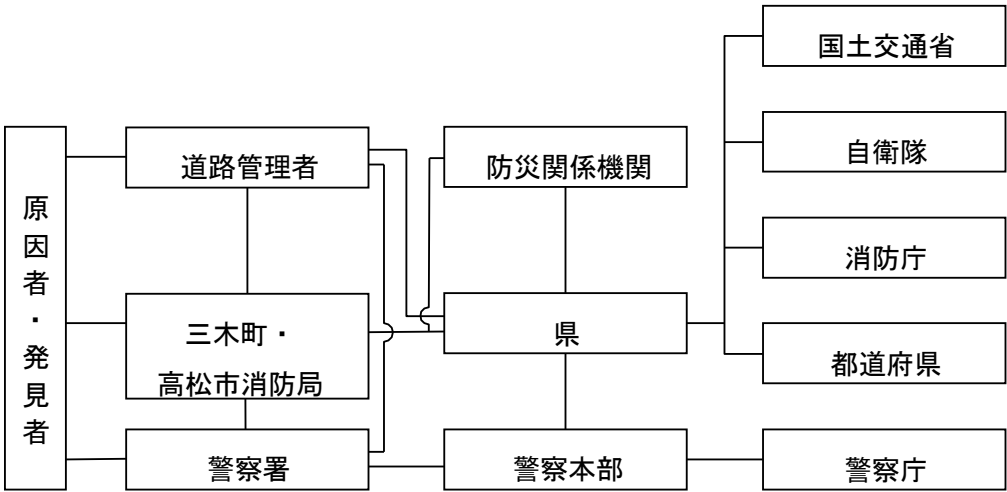 原因者・発見者
道路管理者
三木町・
高松市消防局
警察署
防災関係機関
県
警察本部
国土交通省
自衛隊
消防庁
都道府県
警察庁